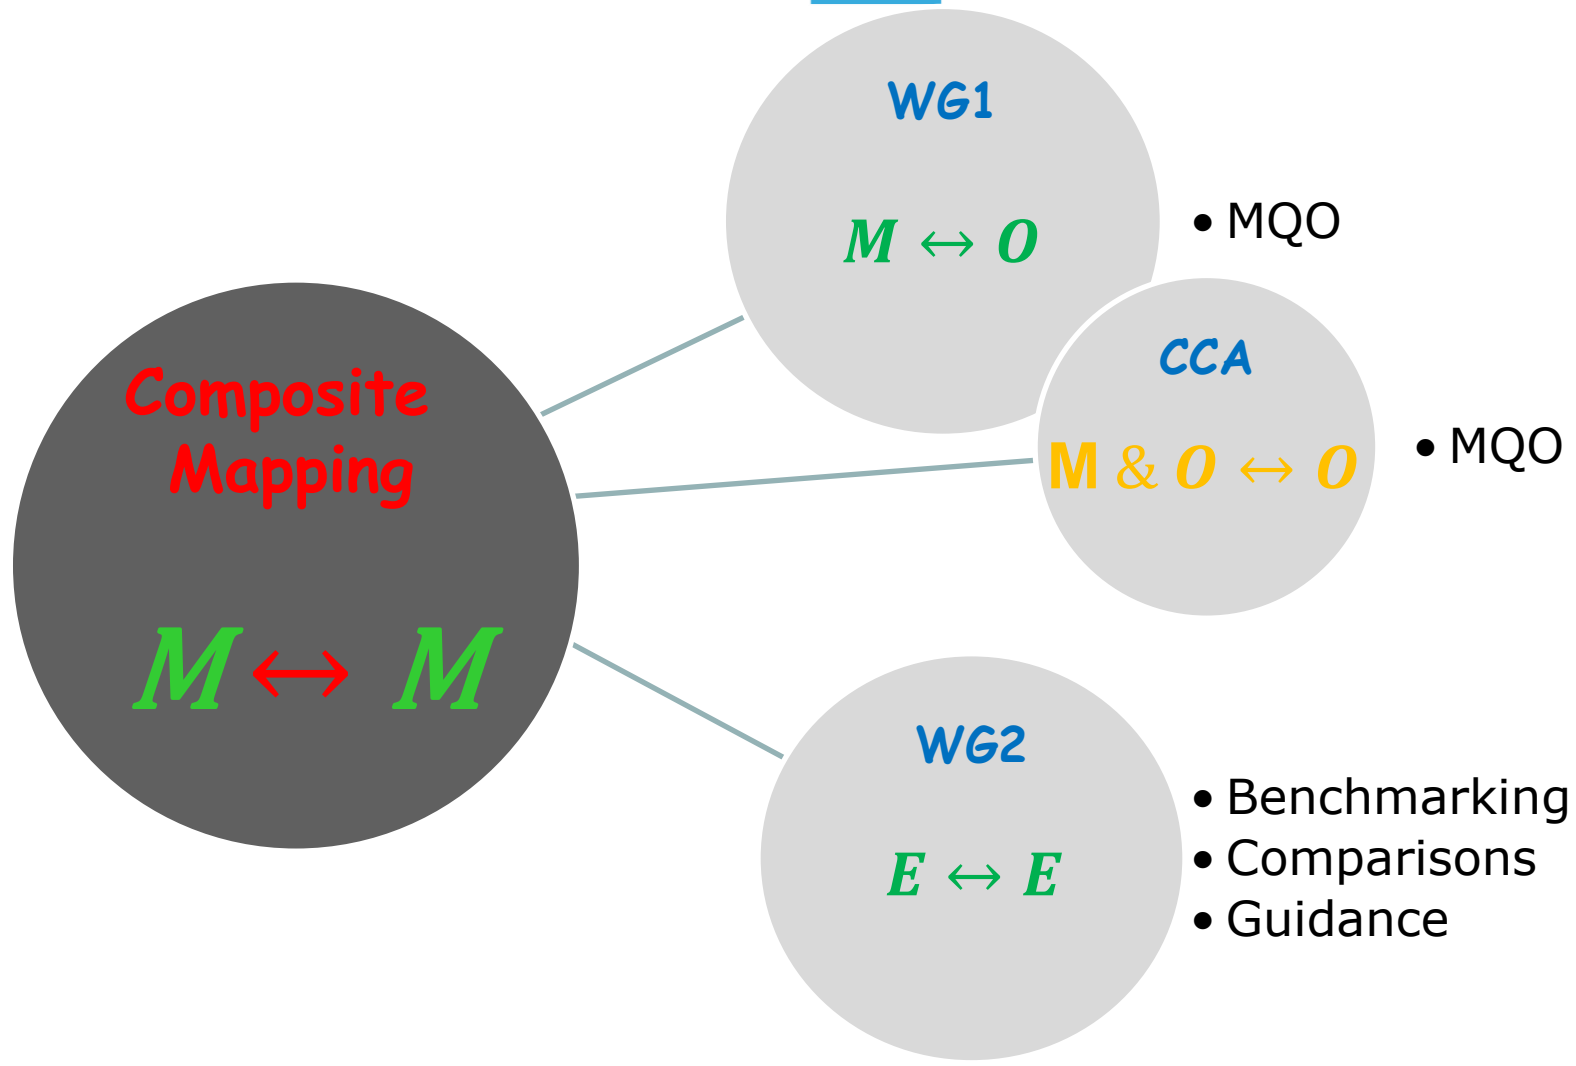 WG1
M ↔ O
• MQO
CCA
M & O ↔ O
• MQO
Composite
Mapping
M ↔ M
WG2
E ↔ E
• Benchmarking
• Comparisons
• Guidance